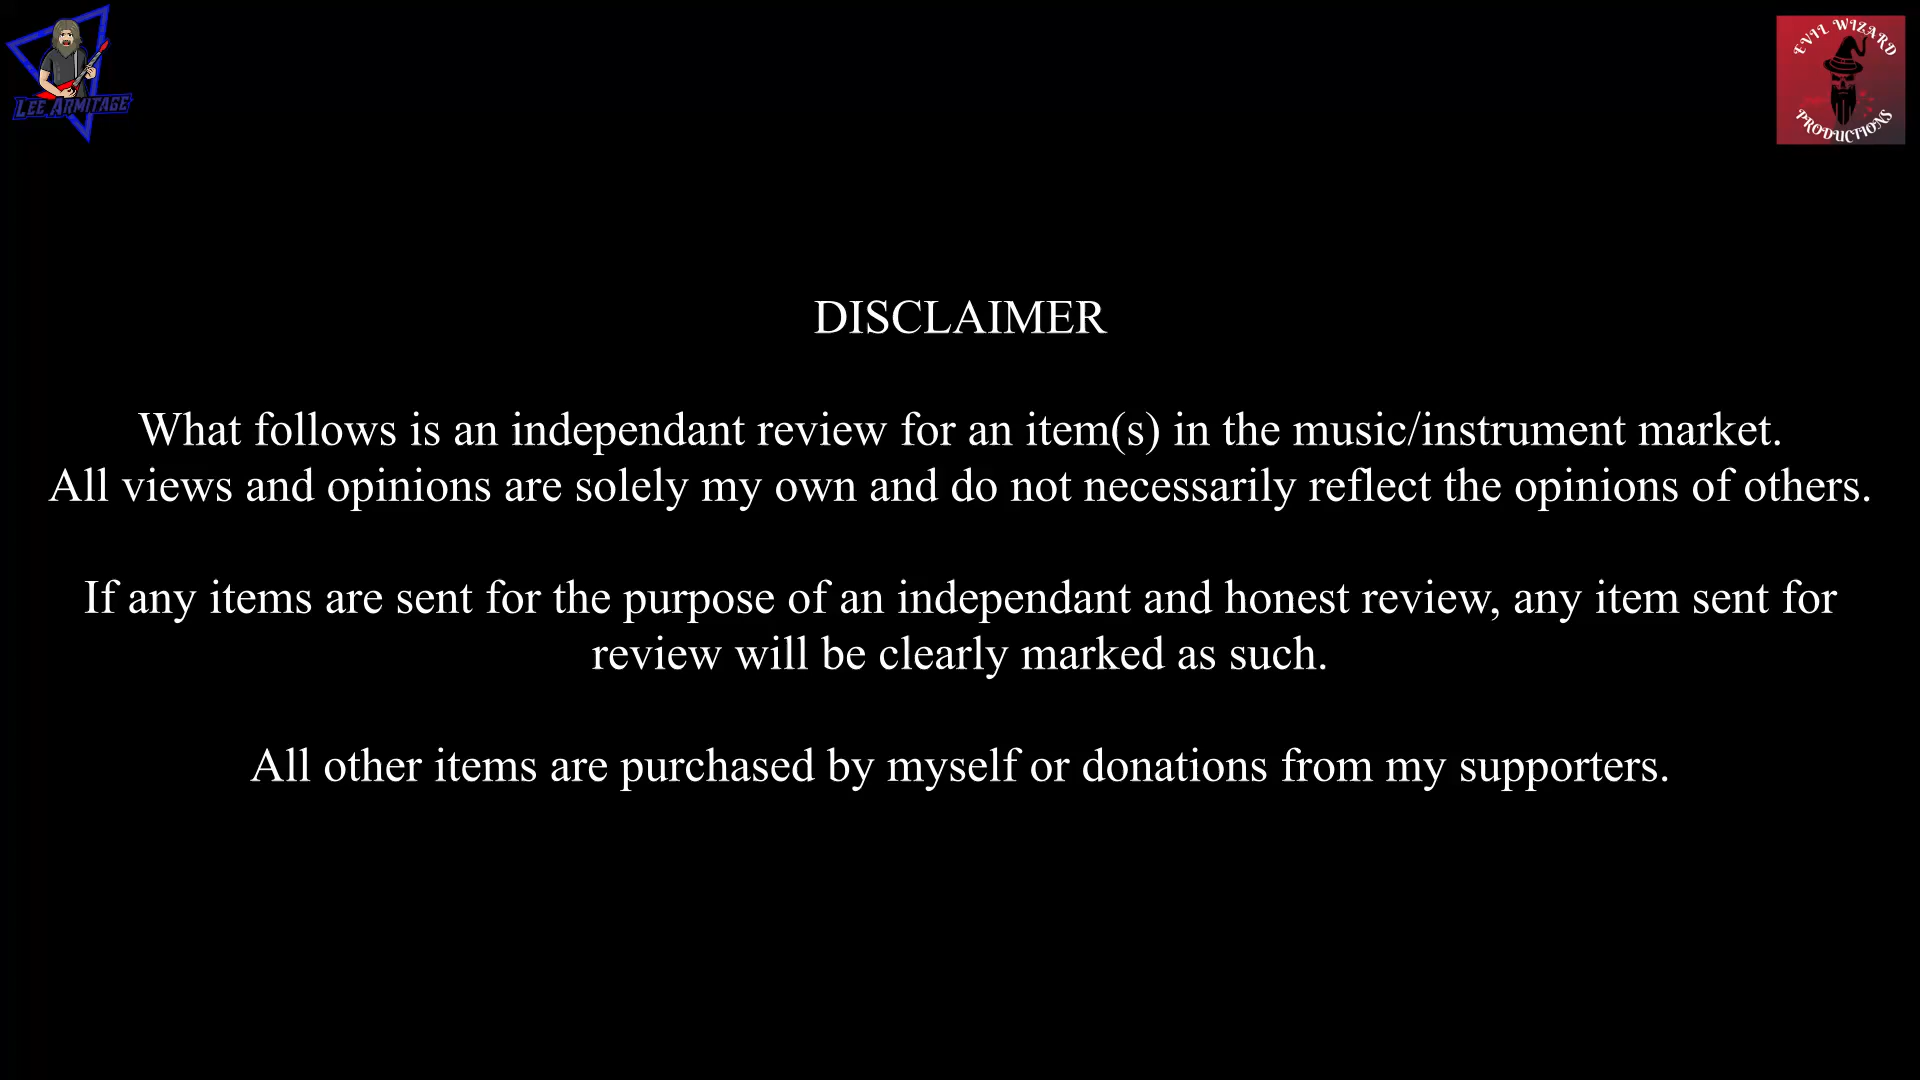 LEE ARMITAGE
EVIL WIZARD
PRODUCTIONS
DISCLAIMER
What follows is an independant review for an item(s) in the music/instrument market.
All views and opinions are solely my own and do not necessarily reflect the opinions of others.
If any items are sent for the purpose of an independant and honest review, any item sent for
review will be clearly marked as such.
All other items are purchased by myself or donations from my supporters.